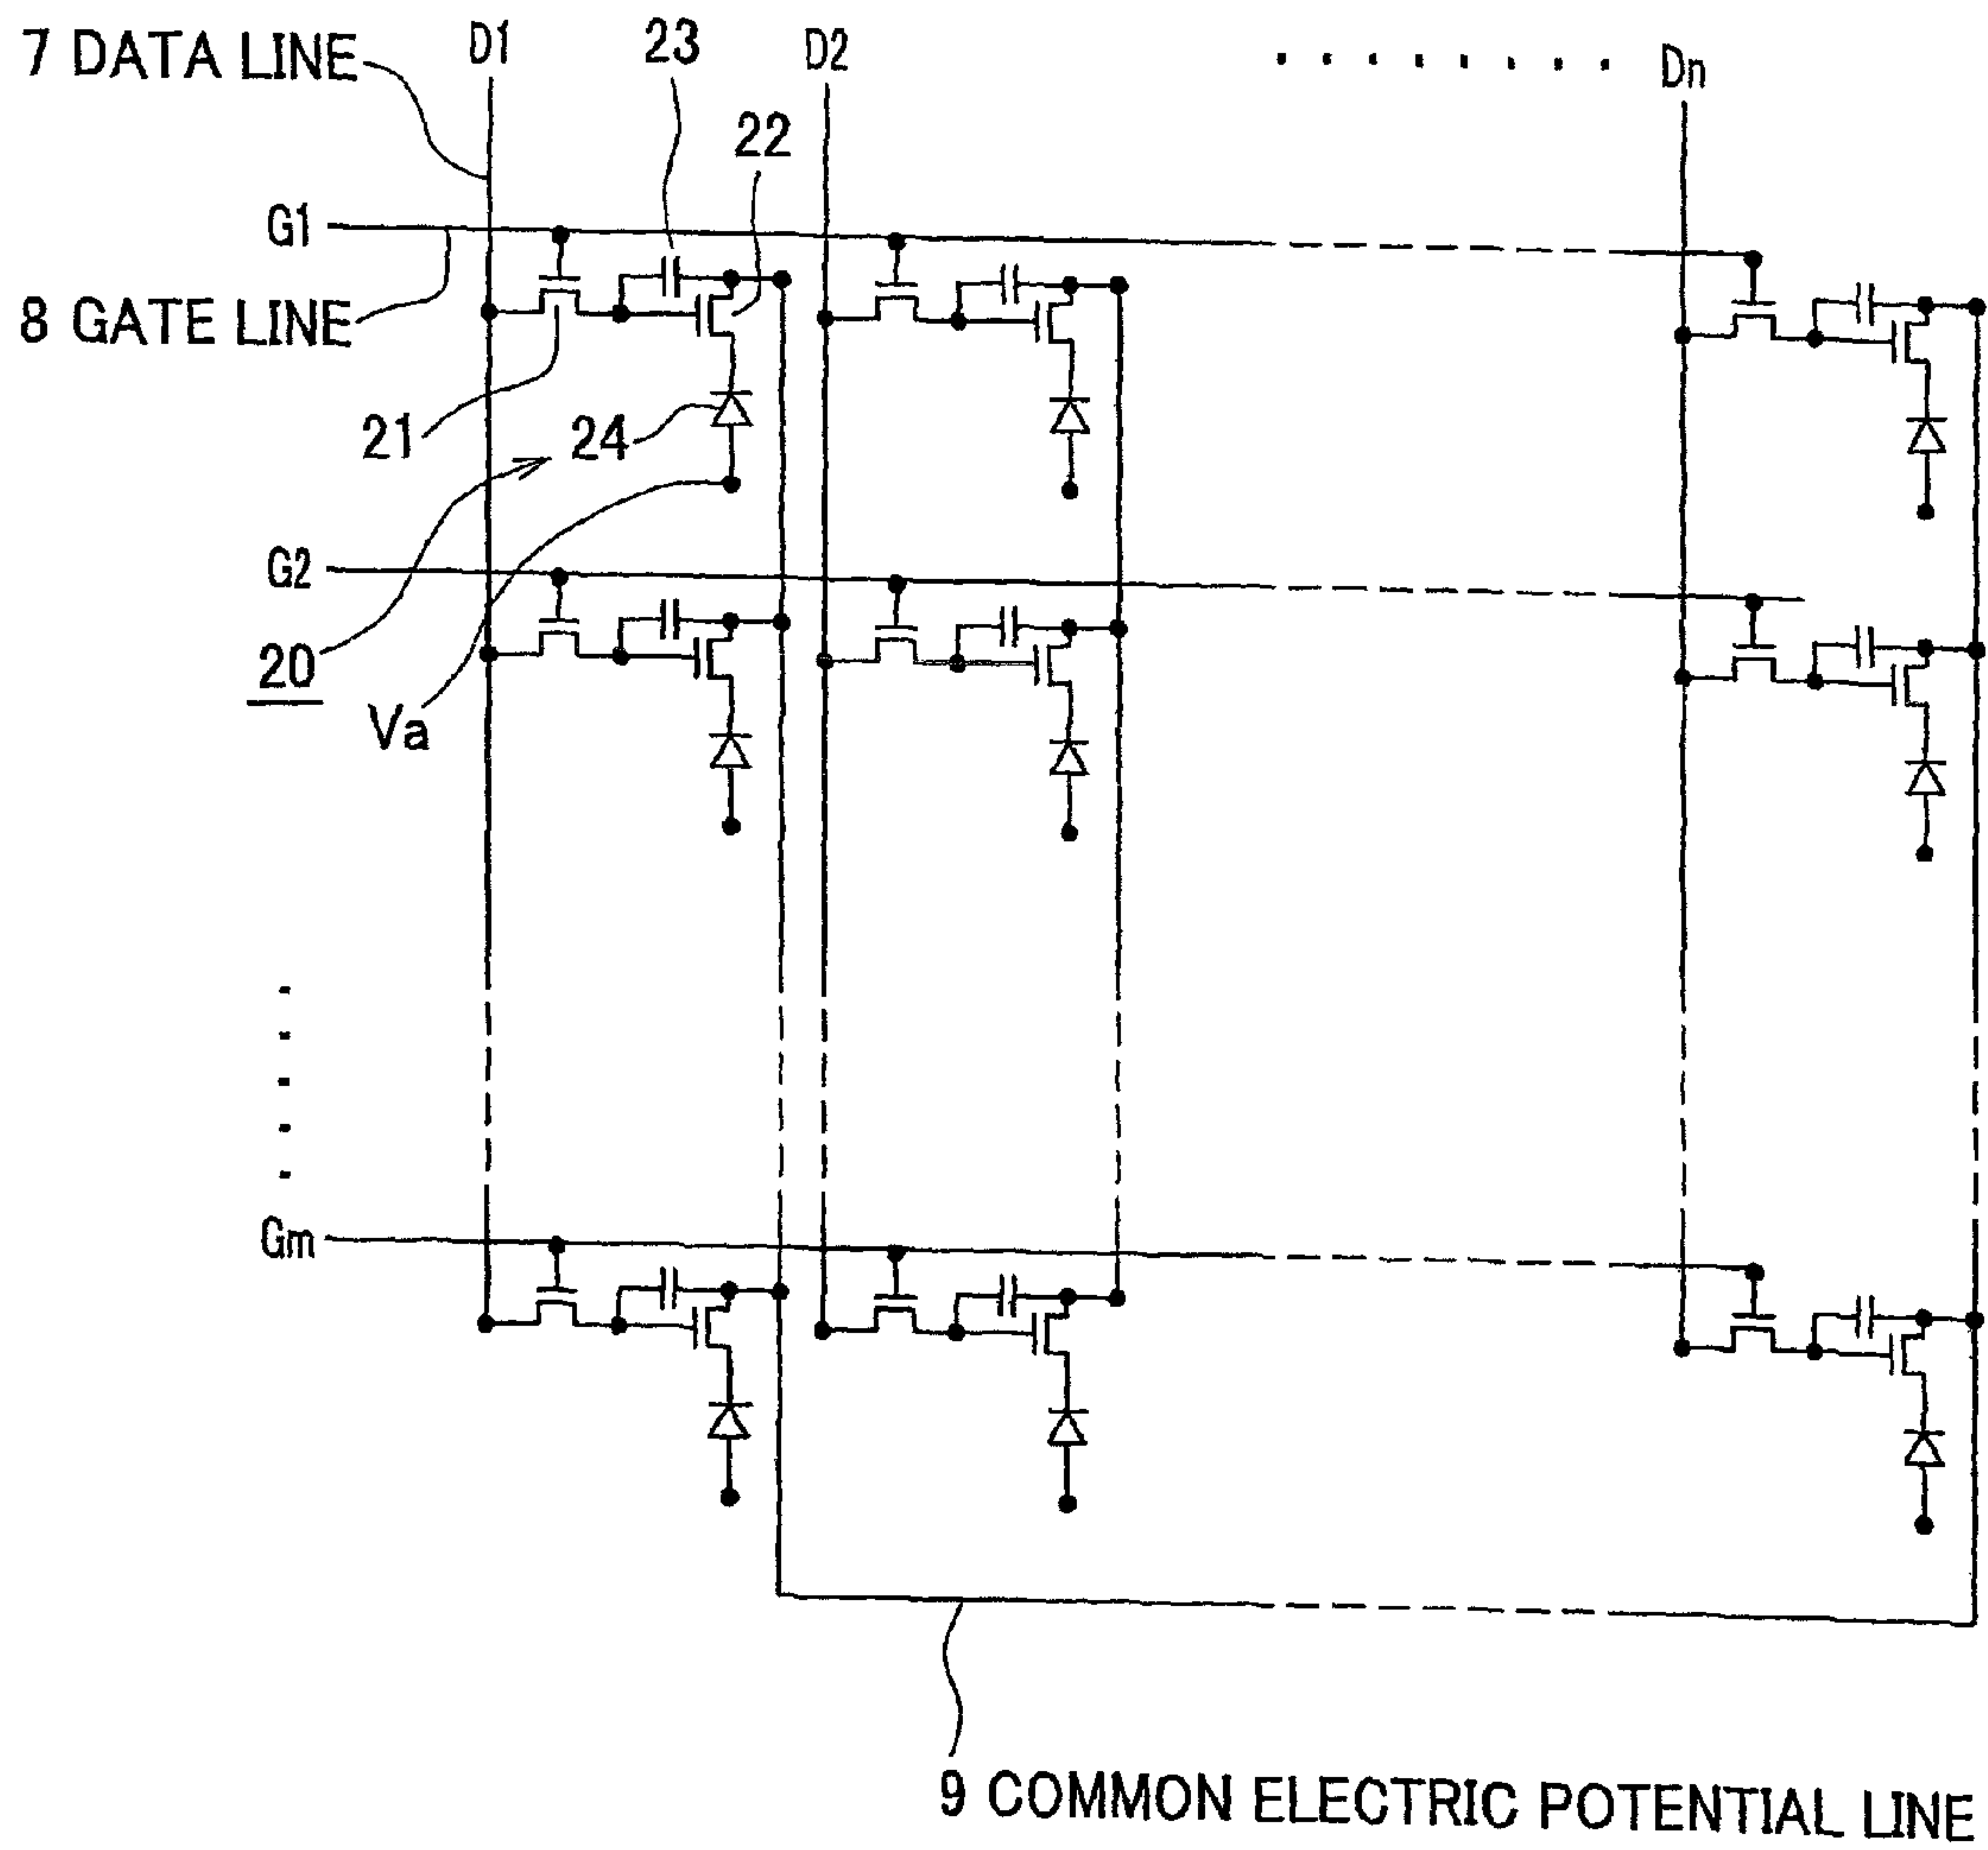 7 DATA LINE
D1
23
D2
Dn
22
G1
8 GATE LINE
21
24
G2
20
Va
Gm
9 COMMON ELECTRIC POTENTIAL LINE